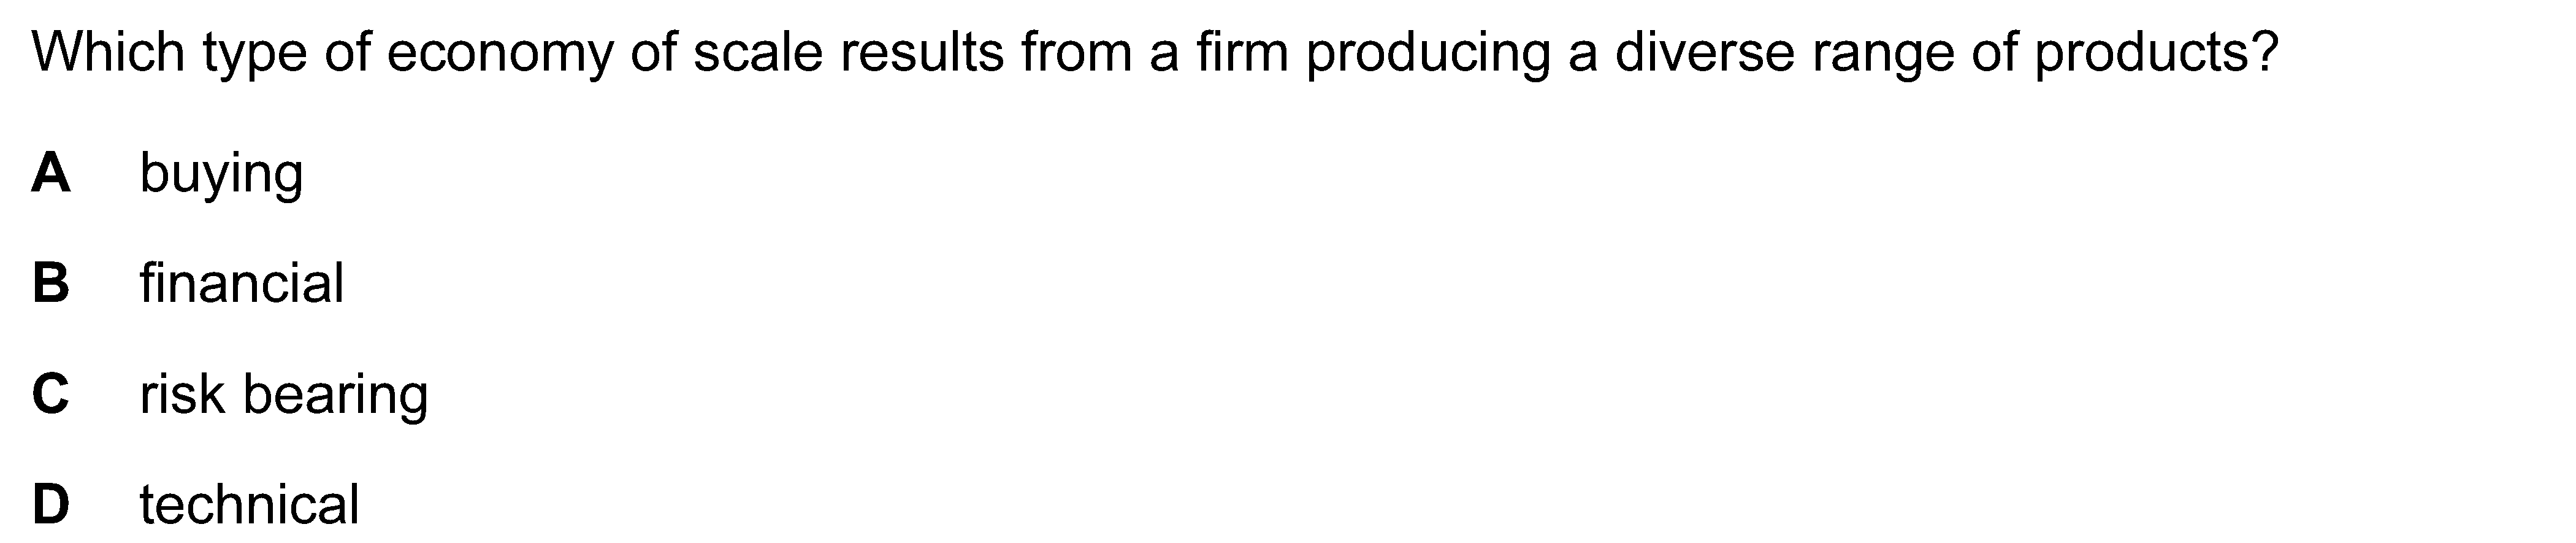 Which type of economy of scale results from a firm producing a diverse range of products?
A buying
B financial
C risk bearing
D technical